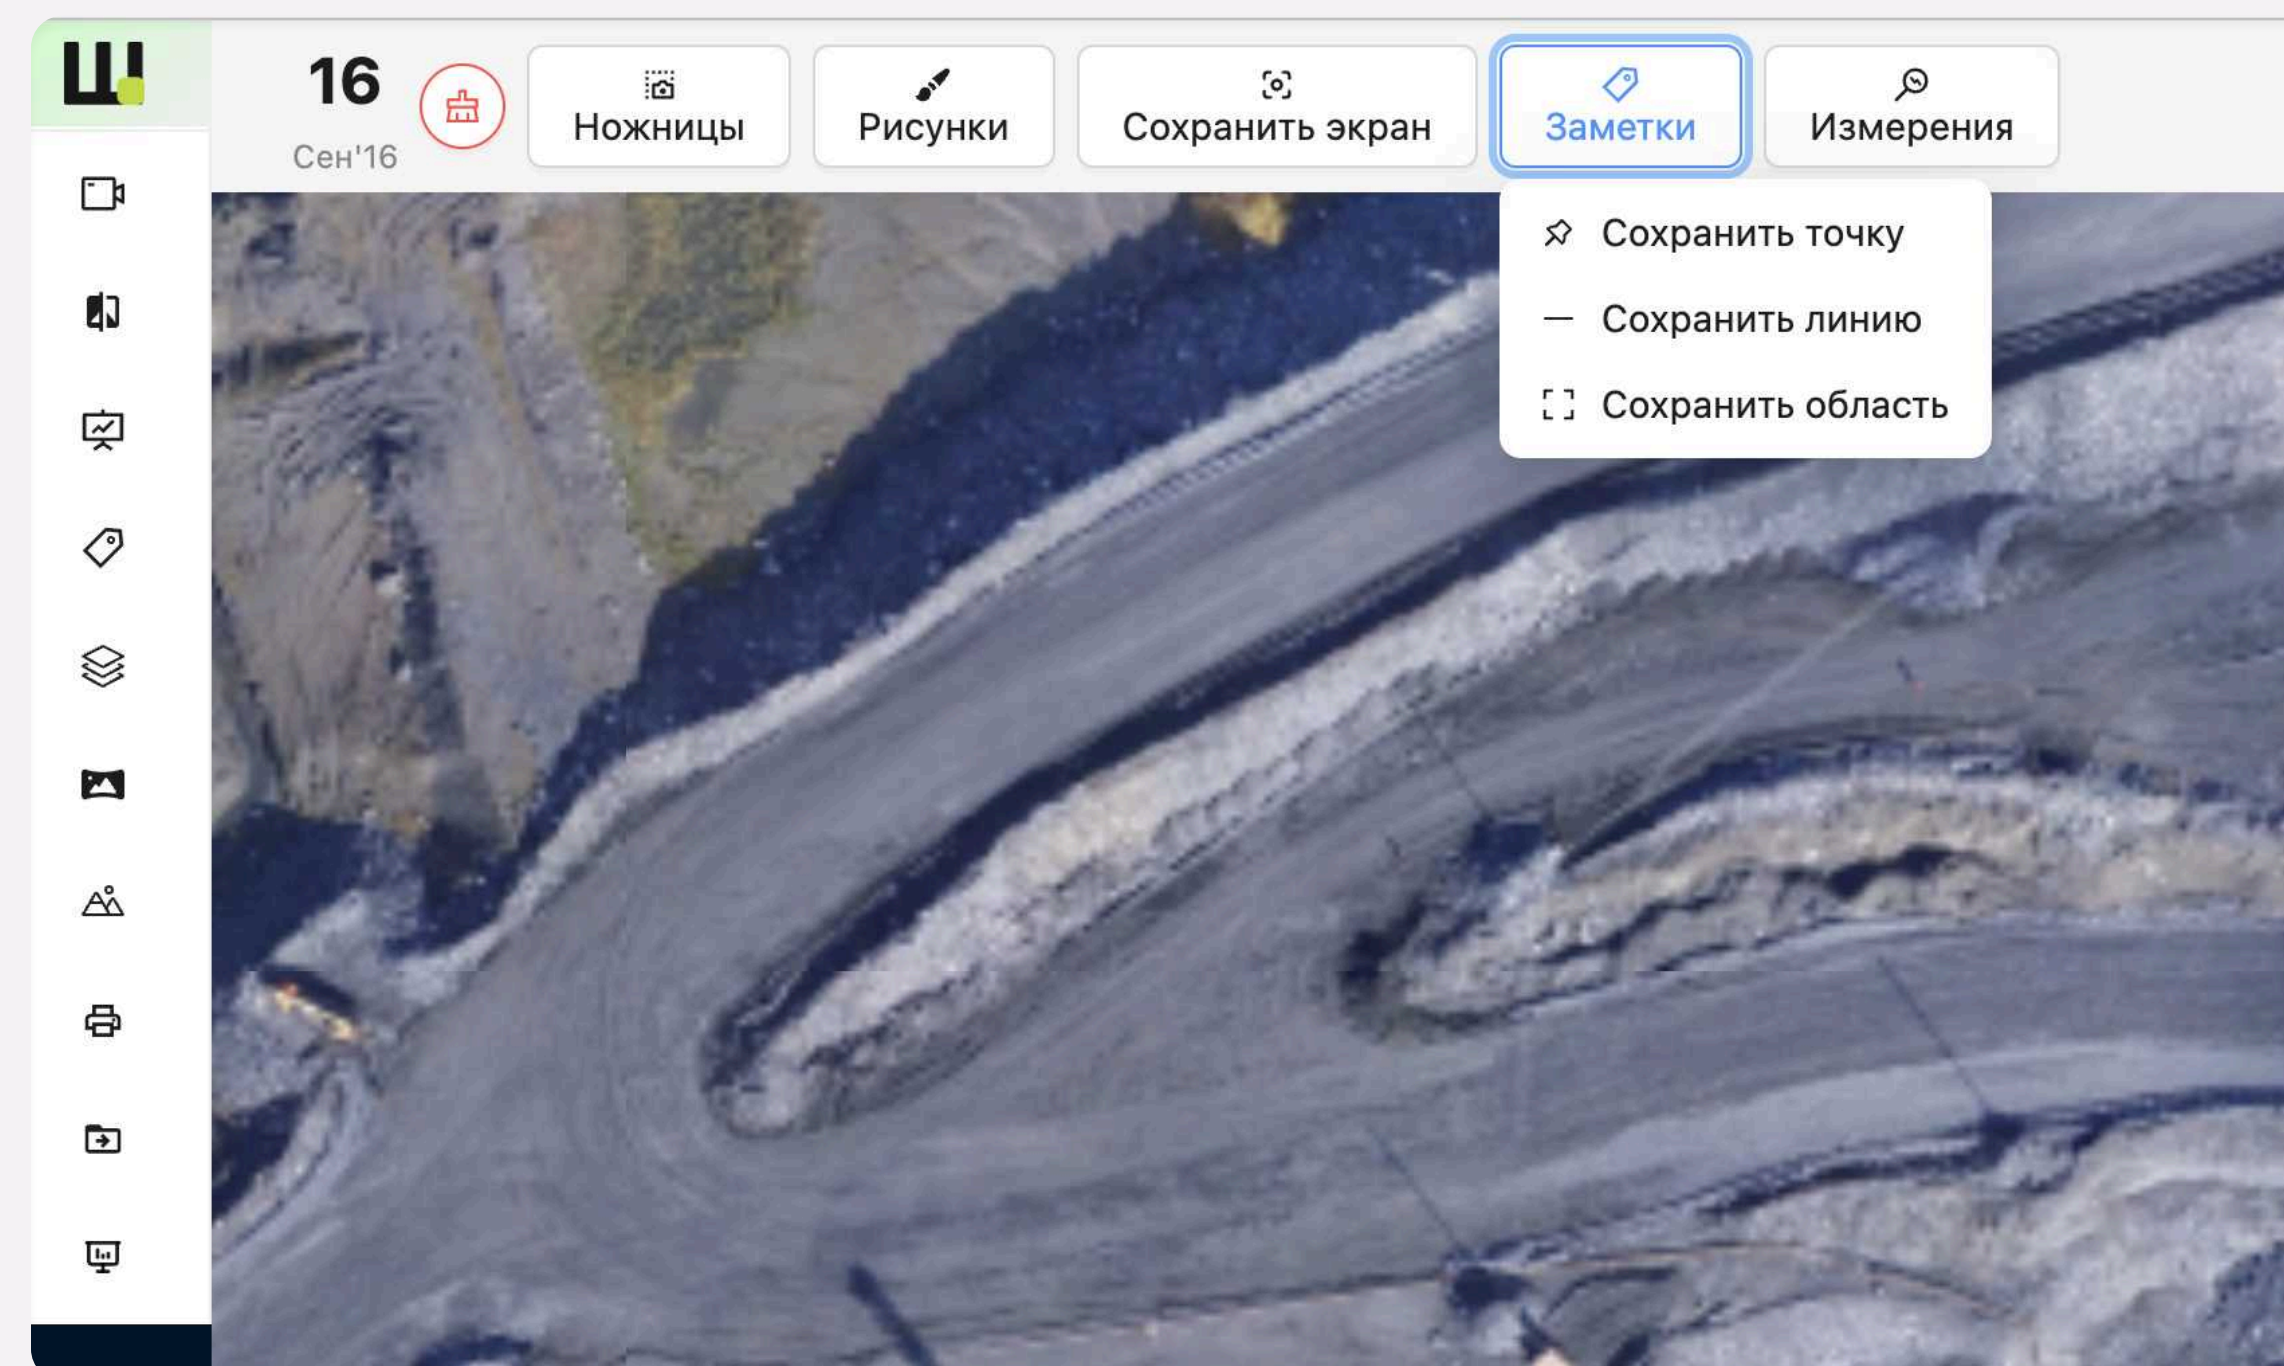 Ш
16
Сен'16
Ножницы
Рисунки
Сохранить экран
Заметки
Измерения
Сохранить точку
Сохранить линию
Сохранить область